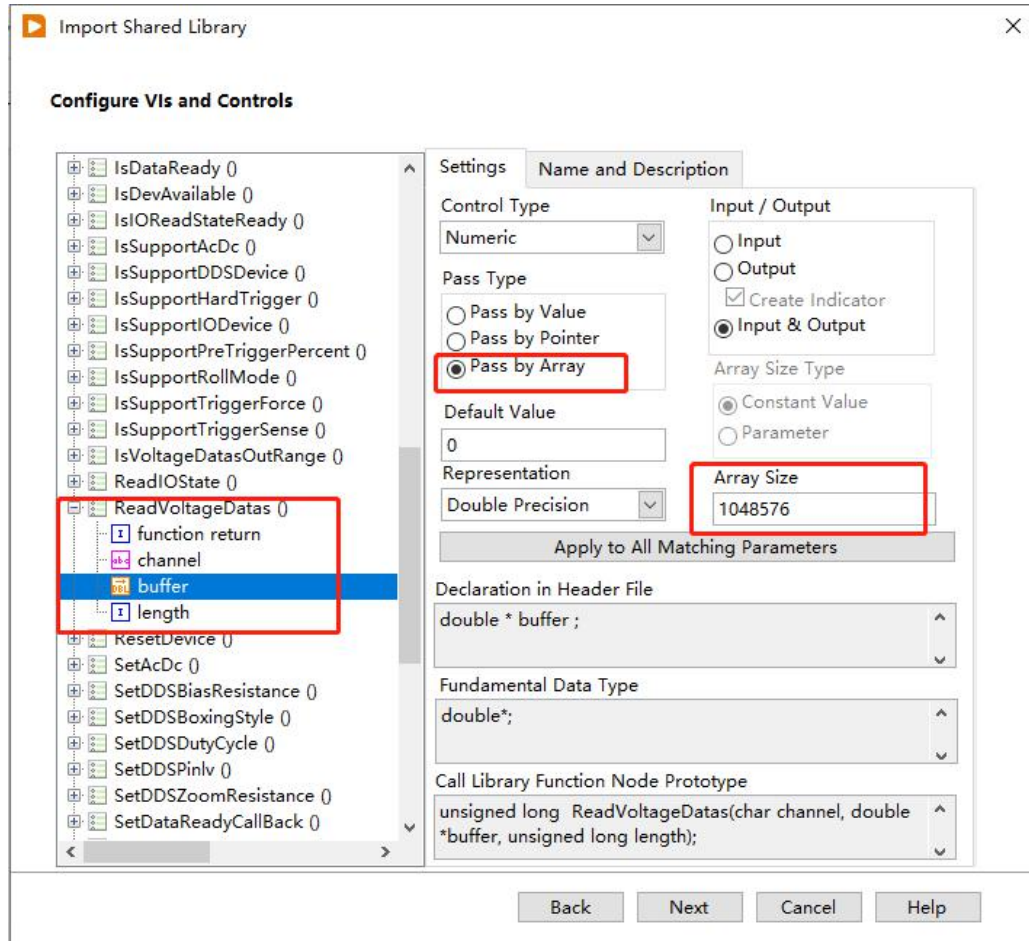 Import Shared Library
Configure VIs and Controls
IsDataReady ()
IsDevAvailable ()
IsIOReadStateReady ()
IsSupportAcDc ()
IsSupportDDSDevice ()
IsSupportHardTrigger ()
IsSupportIODevice ()
IsSupportPreTriggerPercent ()
IsSupportRollMode ()
IsSupportTriggerForce ()
IsSupportTriggerSense ()
IsVoltageDatasOutRange ()
ReadIOState ()
ReadVoltageDatas ()
function return
abc channel
DBL buffer
length
ResetDevice ()
SetAcDc ()
SetDDSBiasResistance ()
SetDDSBoxingStyle ()
SetDDSDutyCycle ()
SetDDSPinlv ()
SetDDSZoomResistance ()
SetDataReadyCallBack ()
Settings
Name and Description
Control Type
Numeric
Pass Type
Pass by Value
Pass by Pointer
Pass by Array
Default Value
0
Representation
Double Precision
Input / Output
Input
Output
Create Indicator
Input & Output
Array Size Type
Constant Value
Parameter
Array Size
1048576
Apply to All Matching Parameters
Declaration in Header File
double * buffer ;
Fundamental Data Type
double*;
Call Library Function Node Prototype
unsigned long  ReadVoltageDatas(char channel, double
*buffer, unsigned long length);
Back
Next
Cancel
Help